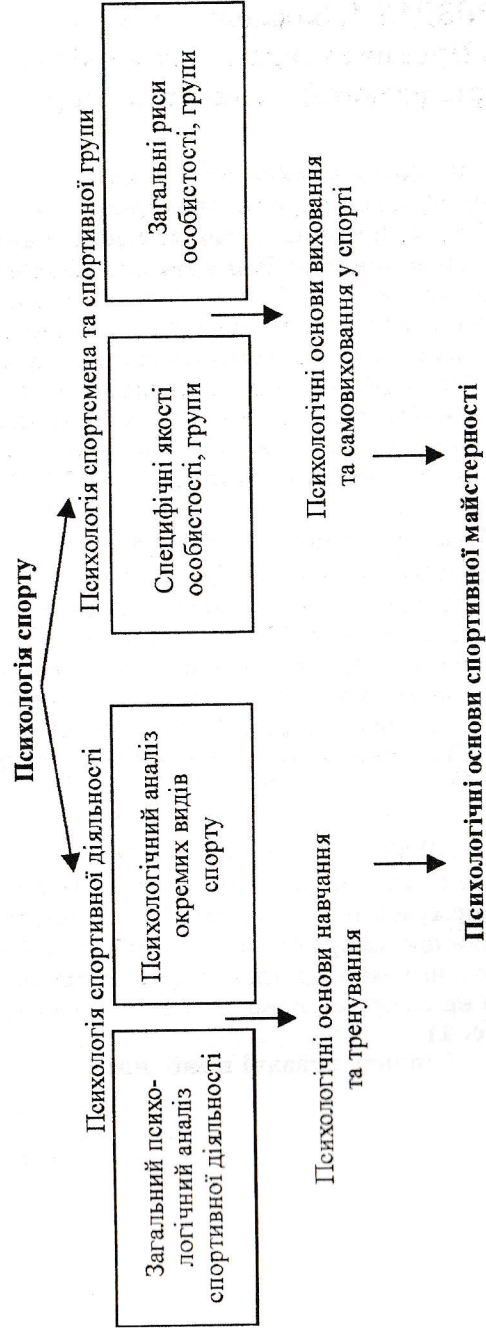 Психологія спорту
Психологія спортивної діяльності
Загальний психо-
логічний аналіз
спортивної діяльності
Психологічний аналіз
окремих видів
спорту
Психологічні основи навчання
та тренування
Психологія спортсмена та спортивної групи
Специфічні якості
особистості, групи
Загальні риси
особистості, групи
Психологічні основи виховання
та самовиховання у спорті
Психологічні основи спортивної майстерності